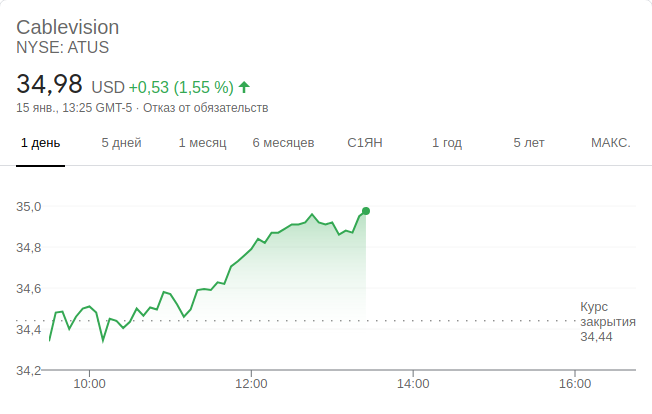 Cablevision
NYSE: ATUS
34,98 USD +0,53 (1,55 %)
15 янв., 13:25 GMT-5 · Отказ от обязательств
1 день 5 дней 1 месяц 6 месяцев С1ЯН 1 год 5 лет МАКС.
35,0
34,8
34,6
34,4
34,2
Курс
закрытия
34,44
10:00 12:00 14:00 16:00